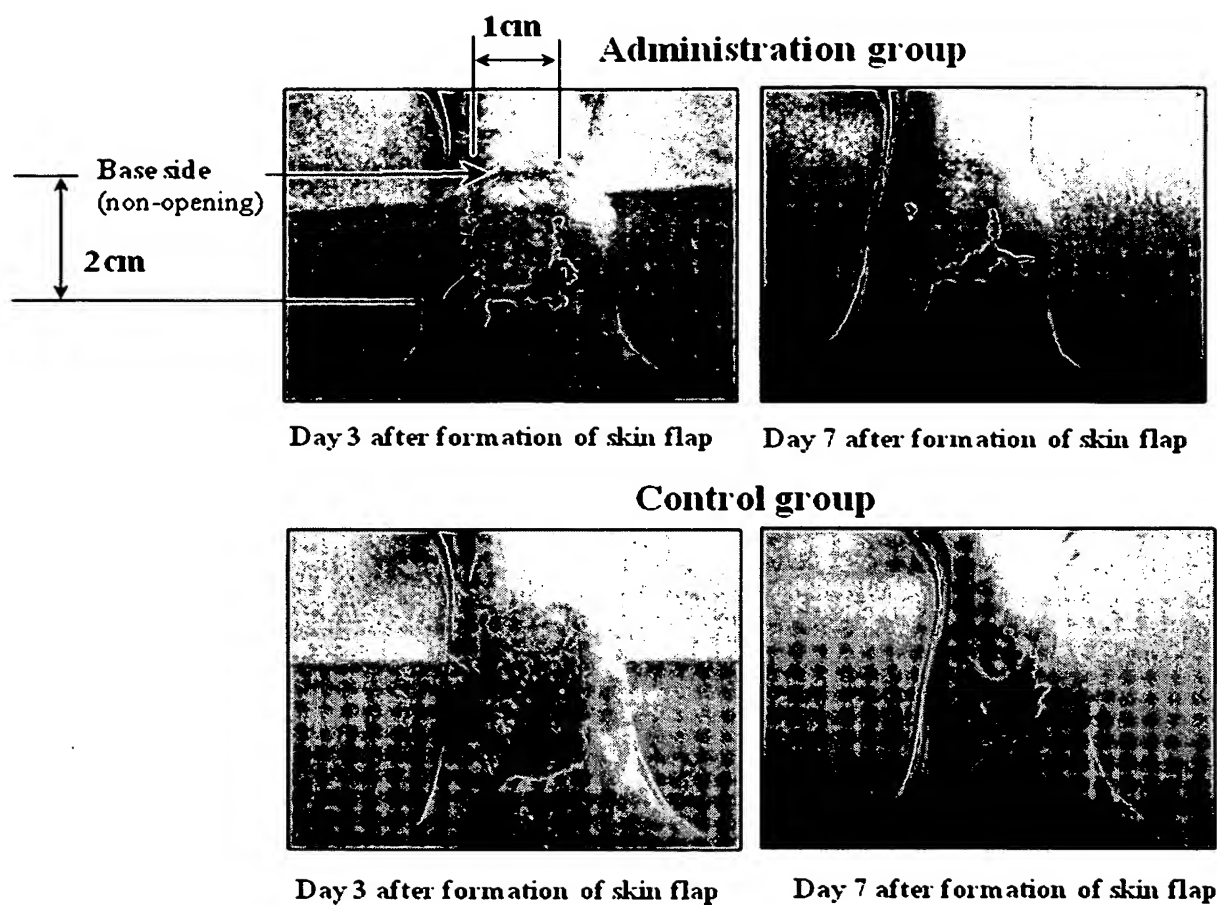 1cm
Administration group
Base side
(non-opening)
2cm
Day 3 after formation of skin flap
Day 7 after formation of skin flap
Control group
Day 3 after formation of skin flap
Day 7 after formation of skin flap